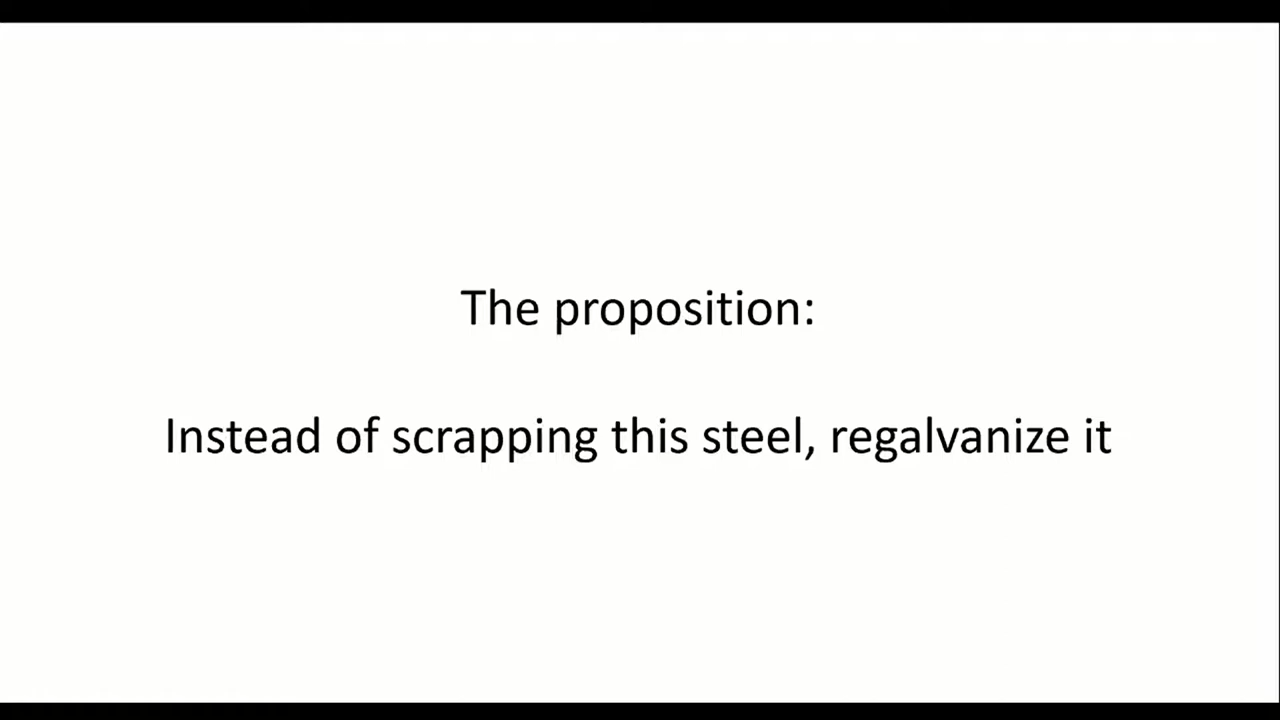 The proposition:
Instead of scrapping this steel, regalvanize it